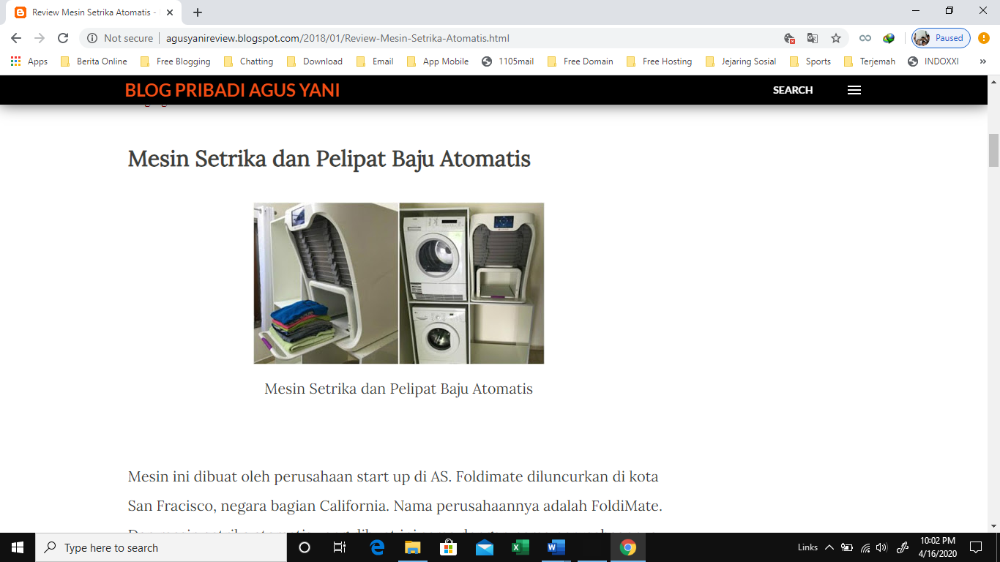 Review Mesin Setrika Atomatis -
Not secure
agusyanireview.blogspot.com/2018/01/Review-Mesin-Setrika-Atomatis.html
Paused
Apps
Berita Online
Free Blogging
Chatting
Download
Email
App Mobile
1105mail
Free Domain
Free Hosting
Jejaring Sosial
Sports
Terjemah
INDOXXI
BLOG PRIBADI AGUS YANI
SEARCH
Mesin Setrika dan Pelipat Baju Atomatis
Mesin Setrika dan Pelipat Baju Atomatis
Mesin ini dibuat oleh perusahaan start up di AS. Foldimate diluncurkan di kota
San Fracisco, negara bagian California. Nama perusahaannya adalah FoldiMate.
Type here to search
Links
10:02 PM
4/16/2020